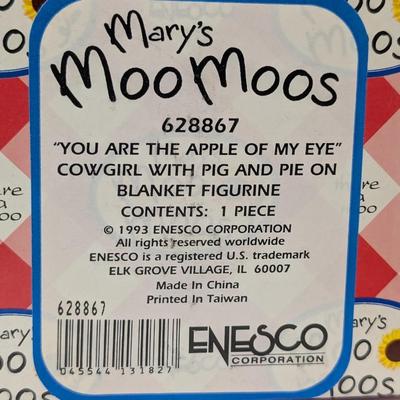 Mary's
Moo Moos
628867
"YOU ARE THE APPLE OF MY EYE"
COWGIRL WITH PIG AND PIE ON
BLANKET FIGURINE
CONTENTS: 1 PIECE
© 1993 ENESCO CORPORATION
All rights reserved worldwide
ENESCO is a registered U.S. trademark
ELK GROVE VILLAGE, IL 60007
Made In China
Printed In Taiwan
628867
045544 131827
ENESCO
CORPORATION